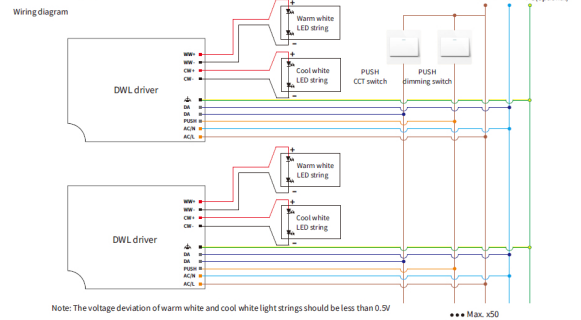 Wiring diagram
Warm white
LED string
WW+
WW-
CW+
CW-
Cool white
LED string
PUSH
CCT switch
PUSH
dimming switch
DWL driver
DA
DA
PUSH
AC/N
AC/L
Warm white
LED string
WW+
WW-
CW+
CW-
Cool white
LED string
DWL driver
DA
DA
PUSH
AC/N
AC/L
Note: The voltage deviation of warm white and cool white light strings should be less than 0.5V
••• Max. x50